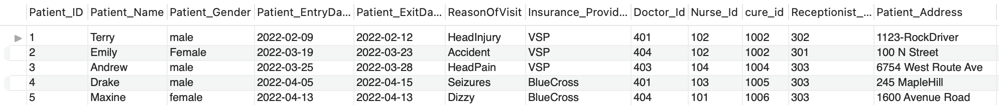 Patient_ID Patient_Name Patient_Gender Patient_EntryDa... Patient_ExitDa... ReasonOfVisit Insurance_Provid... Doctor_Id Nurse_Id cure_id Receptionist_... Patient_Address
1 Terry male 2022-02-09 2022-02-12 HeadInjury VSP 401 102 1002 302 1123-RockDriver
2 Emily Female 2022-03-19 2022-03-23 Accident VSP 404 102 1002 301 100 N Street
3 Andrew male 2022-03-25 2022-03-28 HeadPain VSP 403 104 1004 303 6754 West Route Ave
4 Drake male 2022-04-05 2022-04-15 Seizures BlueCross 401 103 1005 303 245 MapleHill
5 Maxine female 2022-04-13 2022-04-13 Dizzy BlueCross 404 101 1006 303 1600 Avenue Road